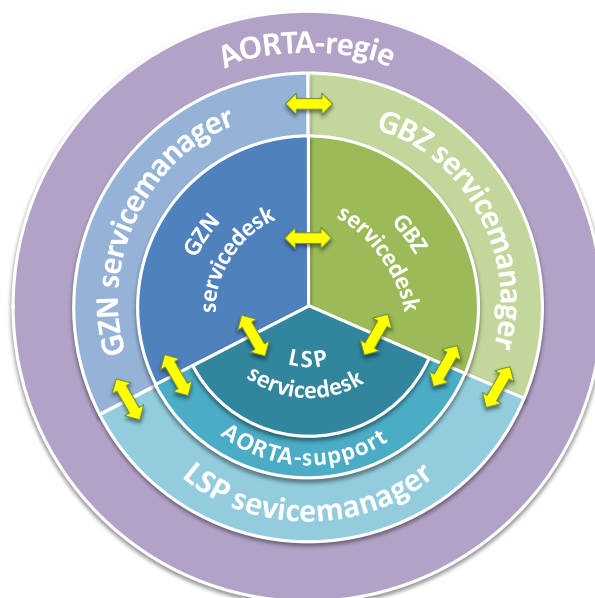 AORTA-regie
GZN servicemanager
GBZ servicemanager
GZN
servicedesk
GBZ
servicedesk
LSP
servicedesk
AORTA-support
LSP sevicemanager